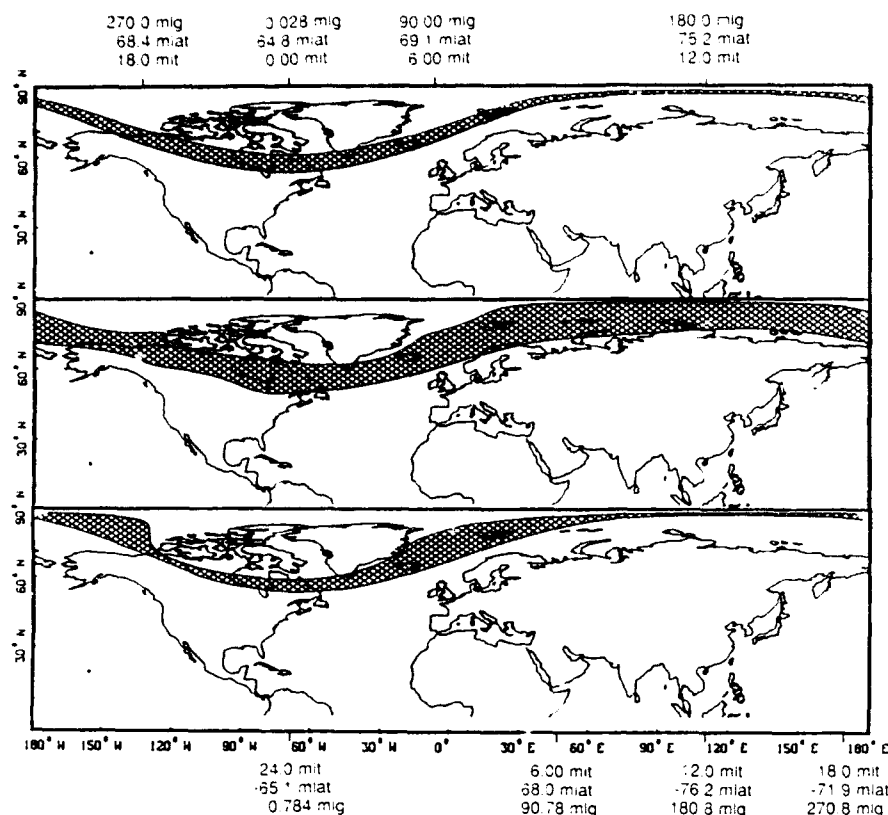 270.0 mlg 0.028 mlg 90.00 mlg 180.0 mlg
68.4 mlat 64.8 mlat 69.1 mlat 75.2 mlat
18.0 mlt 0.00 mlt 6.00 mlt 12.0 mlt
90° N
60° N
30° N
90° N
60° N
30° N
90° N
60° N
30° N
180° W 150° W 120° W 90° W 60° W 30° W 0° 30° E 60° E 90° E 120° E 150° E 180° E
24.0 mlt 6.00 mlt 12.0 mlt 18.0 mlt
-65.1 mlat 68.0 mlat -76.2 mlat -71.9 mlat
0.784 mlg 90.78 mlg 180.8 mlg 270.8 mlg